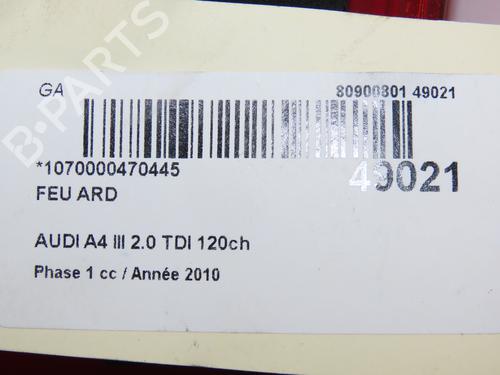 GA 80900801 49021
*1070000470445 49021
FEU ARD
AUDI A4 III 2.0 TDI 120ch
Phase 1 cc / Année 2010
B-PARTS